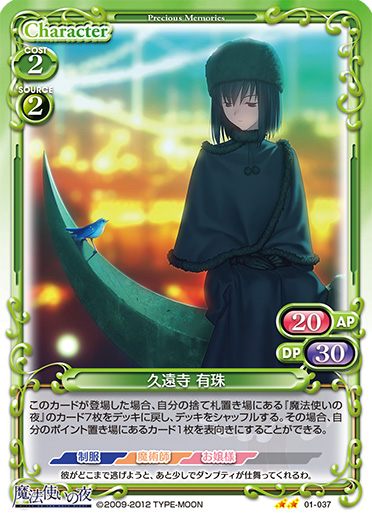 Precious Memories
Character
COST
2
SOURCE
2
20 AP
DP 30
久遠寺 有珠
このカードが登場した場合、自分の捨て札置き場にある「魔法使いの
夜」のカード7枚をデッキに戻し、デッキをシャッフルする。その場合、自
分のポイント置き場にあるカード1枚を表向きにすることができる。
制服 魔術師 お嬢様
彼がどこまで逃げようと、あと少しでダンプティが仕舞ってくれるわ。
魔法使いの夜 ©2009-2012 TYPE-MOON 01-037